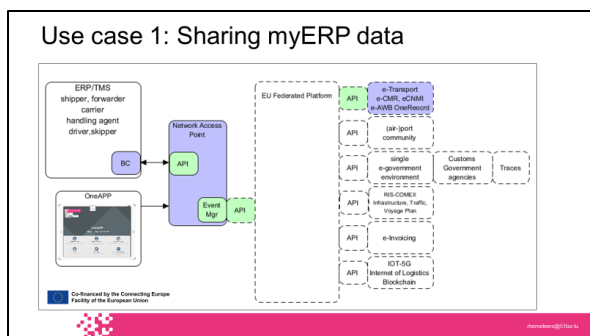 Use case 1: Sharing myERP data
ERP/TMS
shipper, forwarder
carrier
handling agent
driver,skipper
BC
OneAPP
Network Access
Point
API
Event
Mgr
API
EU Federated Platform
API
e-Transport
e-CMR, eCNMI
e-AWB OneReord
API
(air-)port
community
API
single
e-government
environment
Customs
Government
agencies
Traces
API
RIS-COMEX
Infrastructure, Traffic,
Voyage Plan
API
e-Invoicing
API
IOT-5G
Internet of Logistics
Blockchain
Co-financed by the Connecting Europe
Facility of the European Union